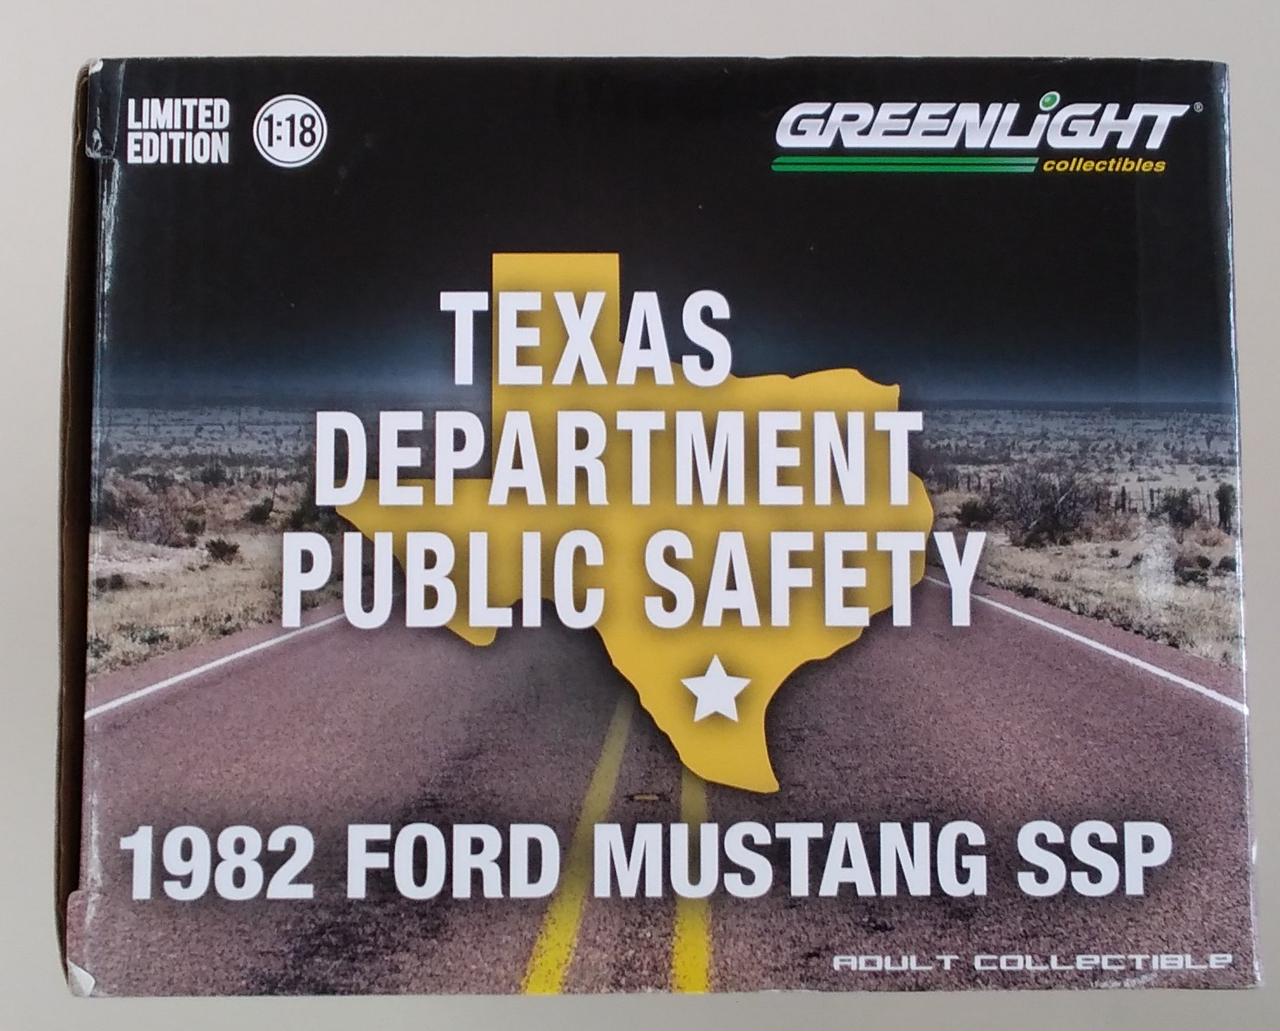 LIMITED
EDITION
1:18
GREENLiGHT®
collectibles
TEXAS
DEPARTMENT
PUBLIC SAFETY
1982 FORD MUSTANG SSP
ADULT COLLECTIBLE